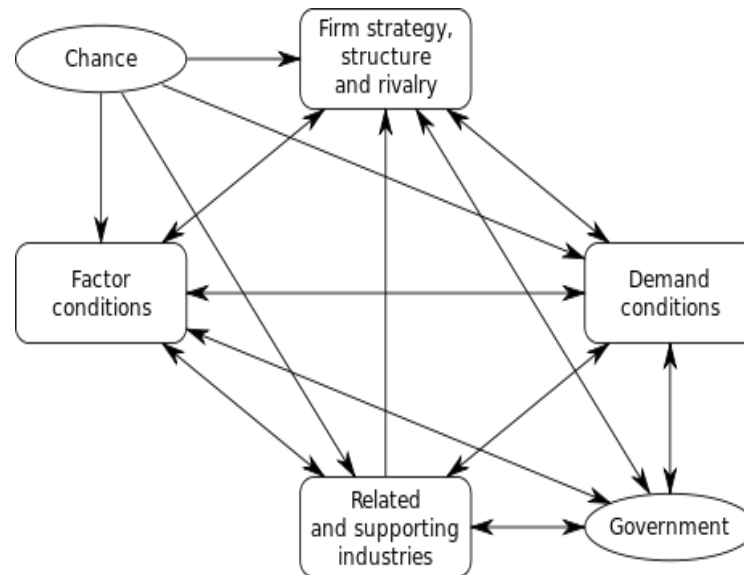 Chance
Firm strategy,
structure
and rivalry
Factor
conditions
Demand
conditions
Related
and supporting
industries
Government